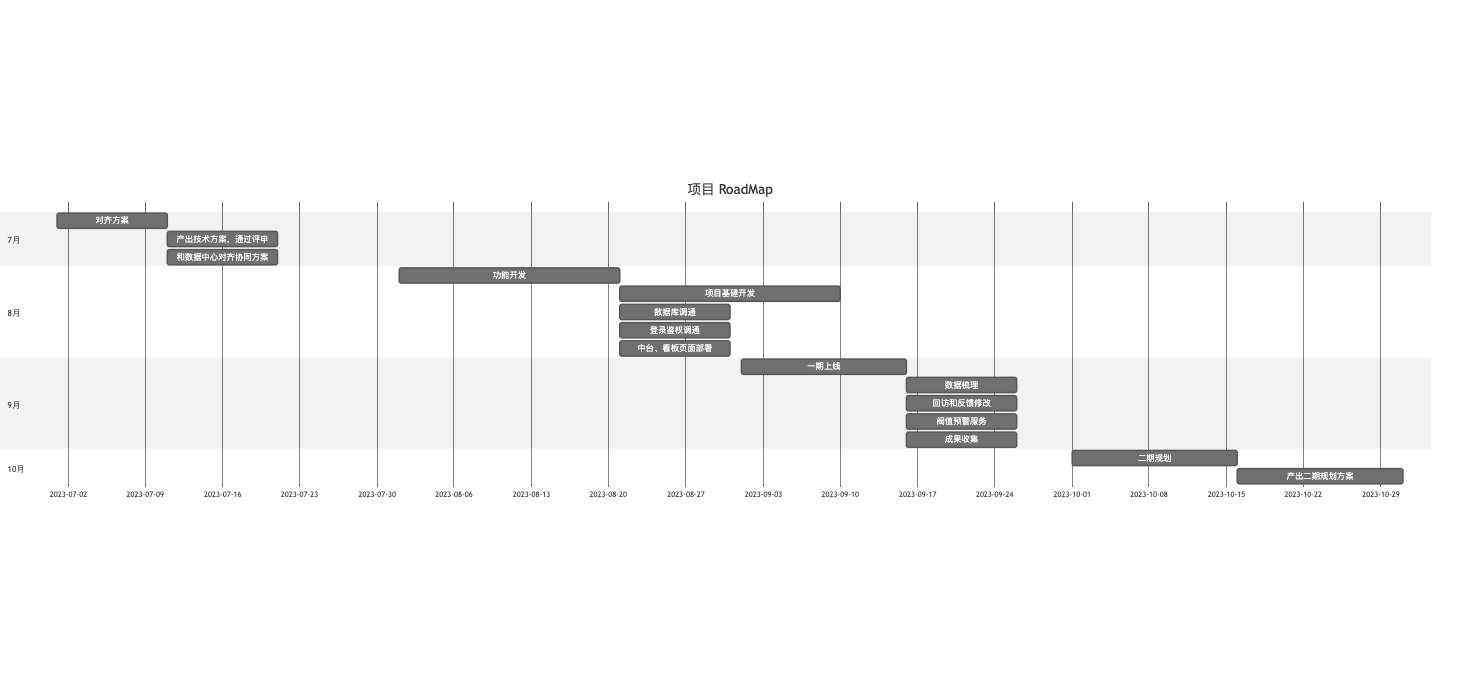 项目 RoadMap
7月
对齐方案
产出技术方案，通过评审
和数据中心对齐协同方案
8月
功能开发
项目基建开发
数据库调通
登录鉴权调通
中台、看板页面部署
9月
一期上线
数据梳理
回访和反馈修改
阀值预警服务
成果收集
10月
二期规划
产出二期规划方案
2023-07-02 2023-07-09 2023-07-16 2023-07-23 2023-07-30 2023-08-06 2023-08-13 2023-08-20 2023-08-27 2023-09-03 2023-09-10 2023-09-17 2023-09-24 2023-10-01 2023-10-08 2023-10-15 2023-10-22 2023-10-29